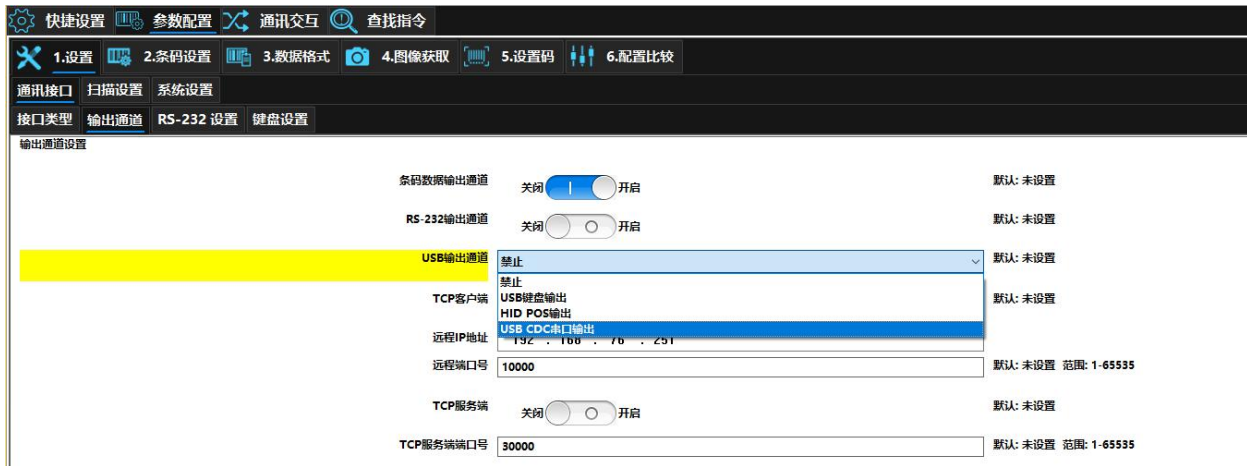 快捷设置 参数配置 通讯交互 查找指令
1.设置 2.条码设置 3.数据格式 4.图像获取 5.设置码 6.配置比较
通讯接口 扫描设置 系统设置
接口类型 输出通道 RS-232 设置 键盘设置
输出通道设置
条码数据输出通道 关闭 开启 默认: 未设置
RS-232输出通道 关闭 开启 默认: 未设置
USB输出通道 禁止 默认: 未设置
禁止
TCP客户端 USB键盘输出 默认: 未设置
HID POS输出
USB CDC串口输出
远程IP地址 192 . 168 . 76 . 251
远程端口号 10000 默认: 未设置 范围: 1-65535
TCP服务端 关闭 开启 默认: 未设置
TCP服务端端口号 30000 默认: 未设置 范围: 1-65535